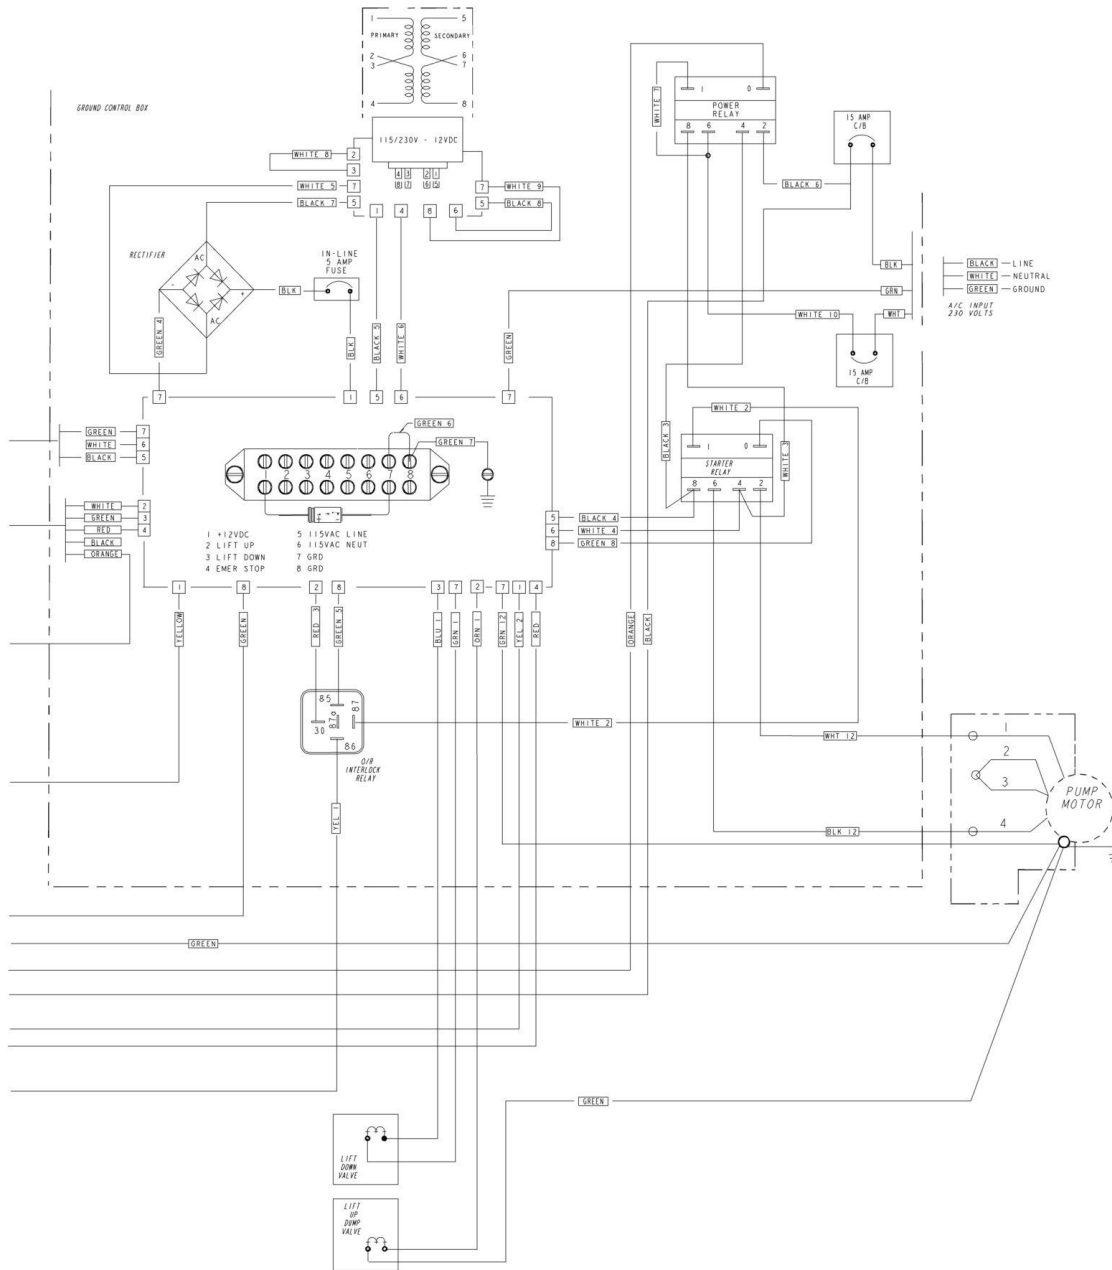 1 5
PRIMARY SECONDARY
2 6
3 7
4 8
GROUND CONTROL BOX
115/230V - 12VDC
4 3 2 1
8 7 6 5
WHITE 8 2
3
WHITE 5 7
BLACK 7 5
7 WHITE 9
5 BLACK 8
1 4 8 6
1 0
POWER
RELAY
8 6 4 2
WHITE 1
15 AMP
C/B
BLACK 6
RECTIFIER
AC
- +
AC
IN-LINE
5 AMP
FUSE
BLK
GREEN 4
BLK
BLACK 5
WHITE 6
GREEN
BLK
GRN
BLACK LINE
WHITE NEUTRAL
GREEN GROUND
A/C INPUT
230 VOLTS
WHITE 10 WHT
15 AMP
C/B
7 1 5 6 7
GREEN 7
WHITE 6
BLACK 5
GREEN 6
GREEN 7
2 3 4 5 6 7 8
+ -
WHITE 2
GREEN 3
RED 4
BLACK
ORANGE
1 +12VDC
2 LIFT UP
3 LIFT DOWN
4 EMER STOP
5 115VAC LINE
6 115VAC NEUT
7 GRD
8 GRD
WHITE 2
BLACK 3
WHITE 3
1 0
STARTER
RELAY
8 6 4 2
5 BLACK 4
6 WHITE 4
8 GREEN 8
1 8 2 8 3 7 2 7 1 4
YELLOW
GREEN
RED 3
GREEN 5
BLU 1
GRN 1
ORN 1
GRN 12
YEL 2
RED
ORANGE
BLACK
85
87a
87
30
86
O/R
INTERLOCK
RELAY
WHITE 2
WHT 12
1
2
3
4
PUMP
MOTOR
BLK 12
YEL 1
GREEN
GREEN
LIFT
DOWN
VALVE
LIFT
UP
DUMP
VALVE